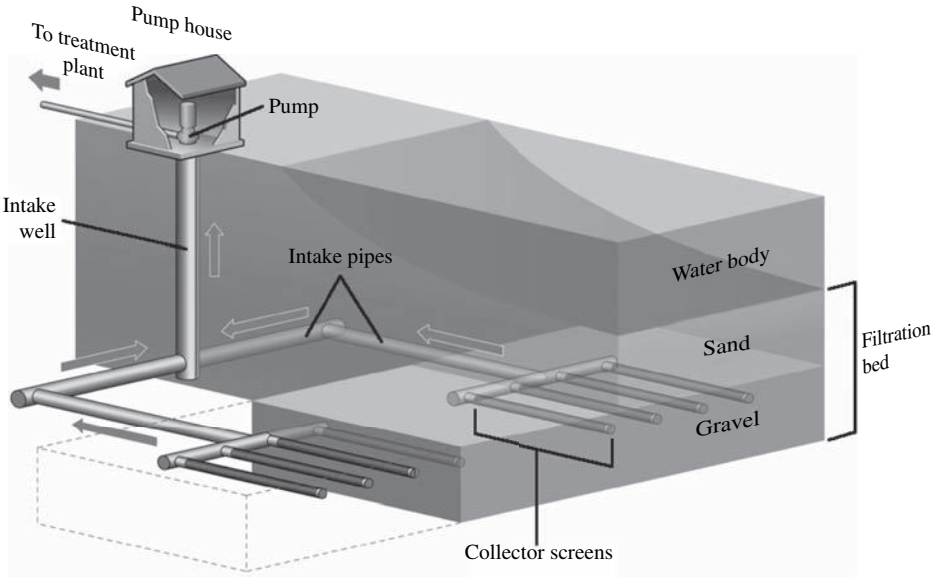 Pump house
To treatment
plant
Pump
Intake
well
Intake pipes
Water body
Sand
Filtration
bed
Gravel
Collector screens